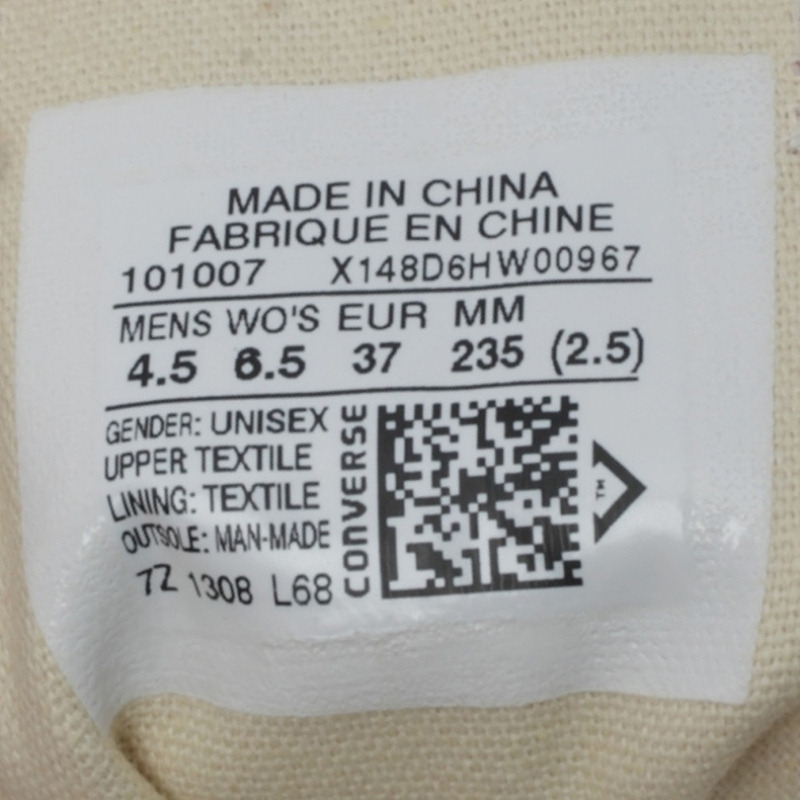 MADE IN CHINA
FABRIQUE EN CHINE
101007 X148D6HW00967
MENS WO'S EUR MM
4.5 6.5 37 235 (2.5)
GENDER: UNISEX
UPPER TEXTILE
LINING: TEXTILE
OUTSOLE: MAN-MADE
7Z 1308 L68
CONVERSE
TM